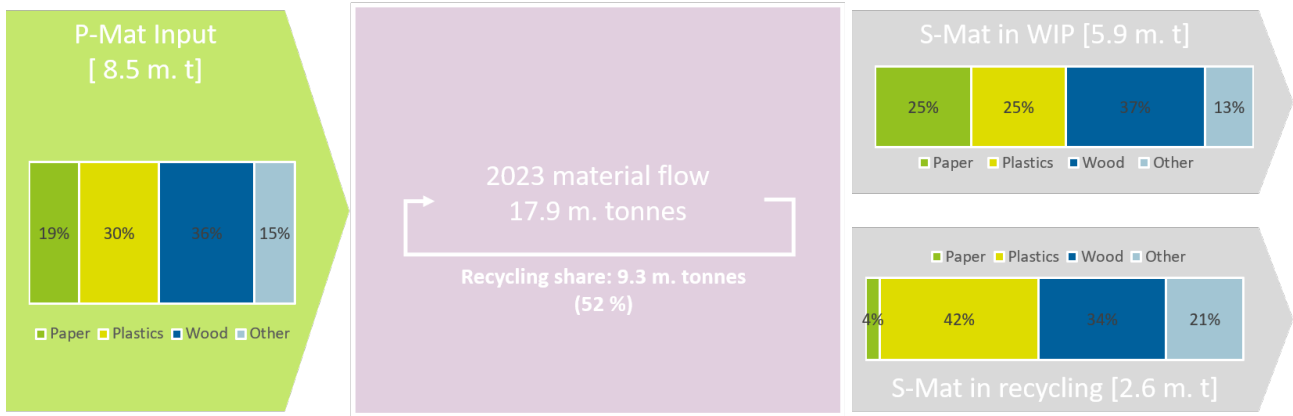 P-Mat Input
[ 8.5 m. t]
19% 30% 36% 15%
Paper Plastics Wood Other
2023 material flow
17.9 m. tonnes
Recycling share: 9.3 m. tonnes
(52 %)
S-Mat in WIP [5.9 m. t]
25% 25% 37% 13%
Paper Plastics Wood Other
Paper Plastics Wood Other
4% 42% 34% 21%
S-Mat in recycling [2.6 m. t]